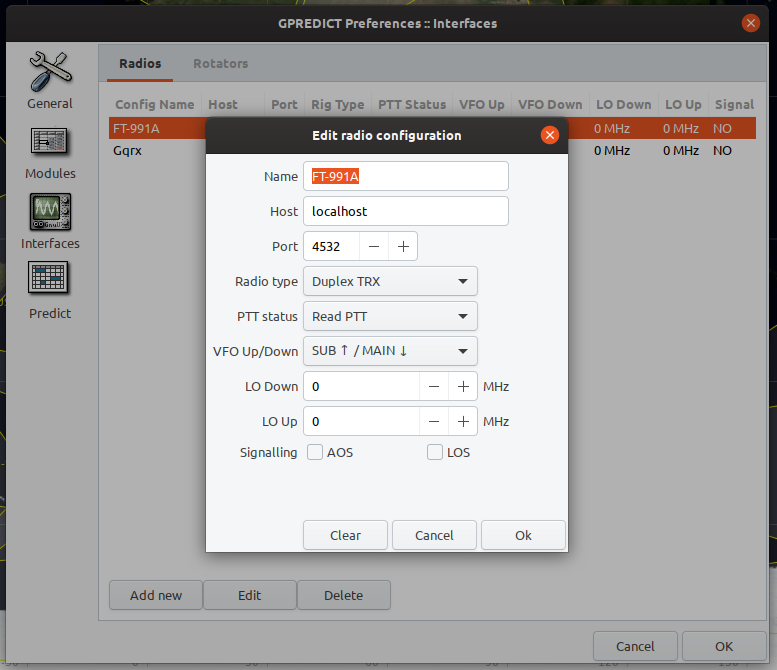 GPREDICT Preferences :: Interfaces
General
Modules
Interfaces
Predict
Radios Rotators
Config Name Host Port Rig Type PTT Status VFO Up VFO Down LO Down LO Up Signal
FT-991A 0 MHz 0 MHz NO
Gqrx 0 MHz 0 MHz NO
Edit radio configuration
Name FT-991A
Host localhost
Port 4532 − +
Radio type Duplex TRX
PTT status Read PTT
VFO Up/Down SUB ↑ / MAIN ↓
LO Down 0 − + MHz
LO Up 0 − + MHz
Signalling AOS LOS
Clear Cancel Ok
Add new Edit Delete
Cancel OK